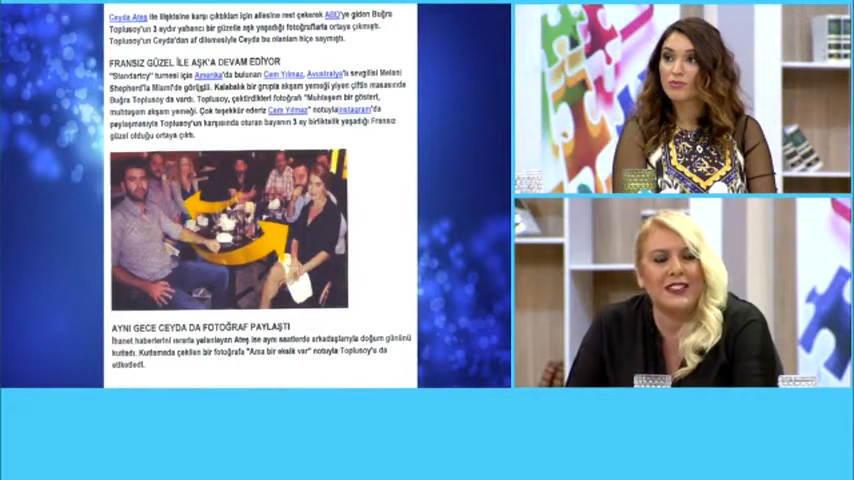 Ceyda Ateş ile ilişkisine karşı çıktıkları için ailesine rest çekerek ABD'ye giden Buğra
Toplusoy'un 3 aydır yabancı bir güzelle aşk yaşadığı fotoğraflarla ortaya çıkmıştı.
Toplusoy'un Ceyda'dan af dilemesiyle Ceyda bu olanları hiçe saymıştı.
FRANSIZ GÜZEL İLE AŞK'A DEVAM EDİYOR
"Standartcy" turnesi için Amerika'da bulunan Cem Yılmaz, Avustralya'lı sevgilisi Melani
Shepherd'la Miami'de görüştü. Kalabalık bir grupla akşam yemeği yiyen çiftin masasında
Buğra Toplusoy da vardı. Toplusoy, çektirdikleri fotoğrafı "Muhteşem bir gösteri,
muhteşem akşam yemeği. Çok teşekkür ederiz Cem Yılmaz" notuyla instagram'da
paylaşmasıyla Toplusoy'un karşısında oturan bayanın 3 ay birliktelik yaşadığı Fransız
güzel olduğu ortaya çıktı.
AYNI GECE CEYDA DA FOTOĞRAF PAYLAŞTI
İhanet haberlerini ısrarla yalanlayan Ateş ise aynı saatlerde arkadaşlarıyla doğum gününü
kutladı. Kutlamada çekilen bir fotoğrafa "Ama bir eksik var" notuyla Toplusoy'u da
etiketledi.